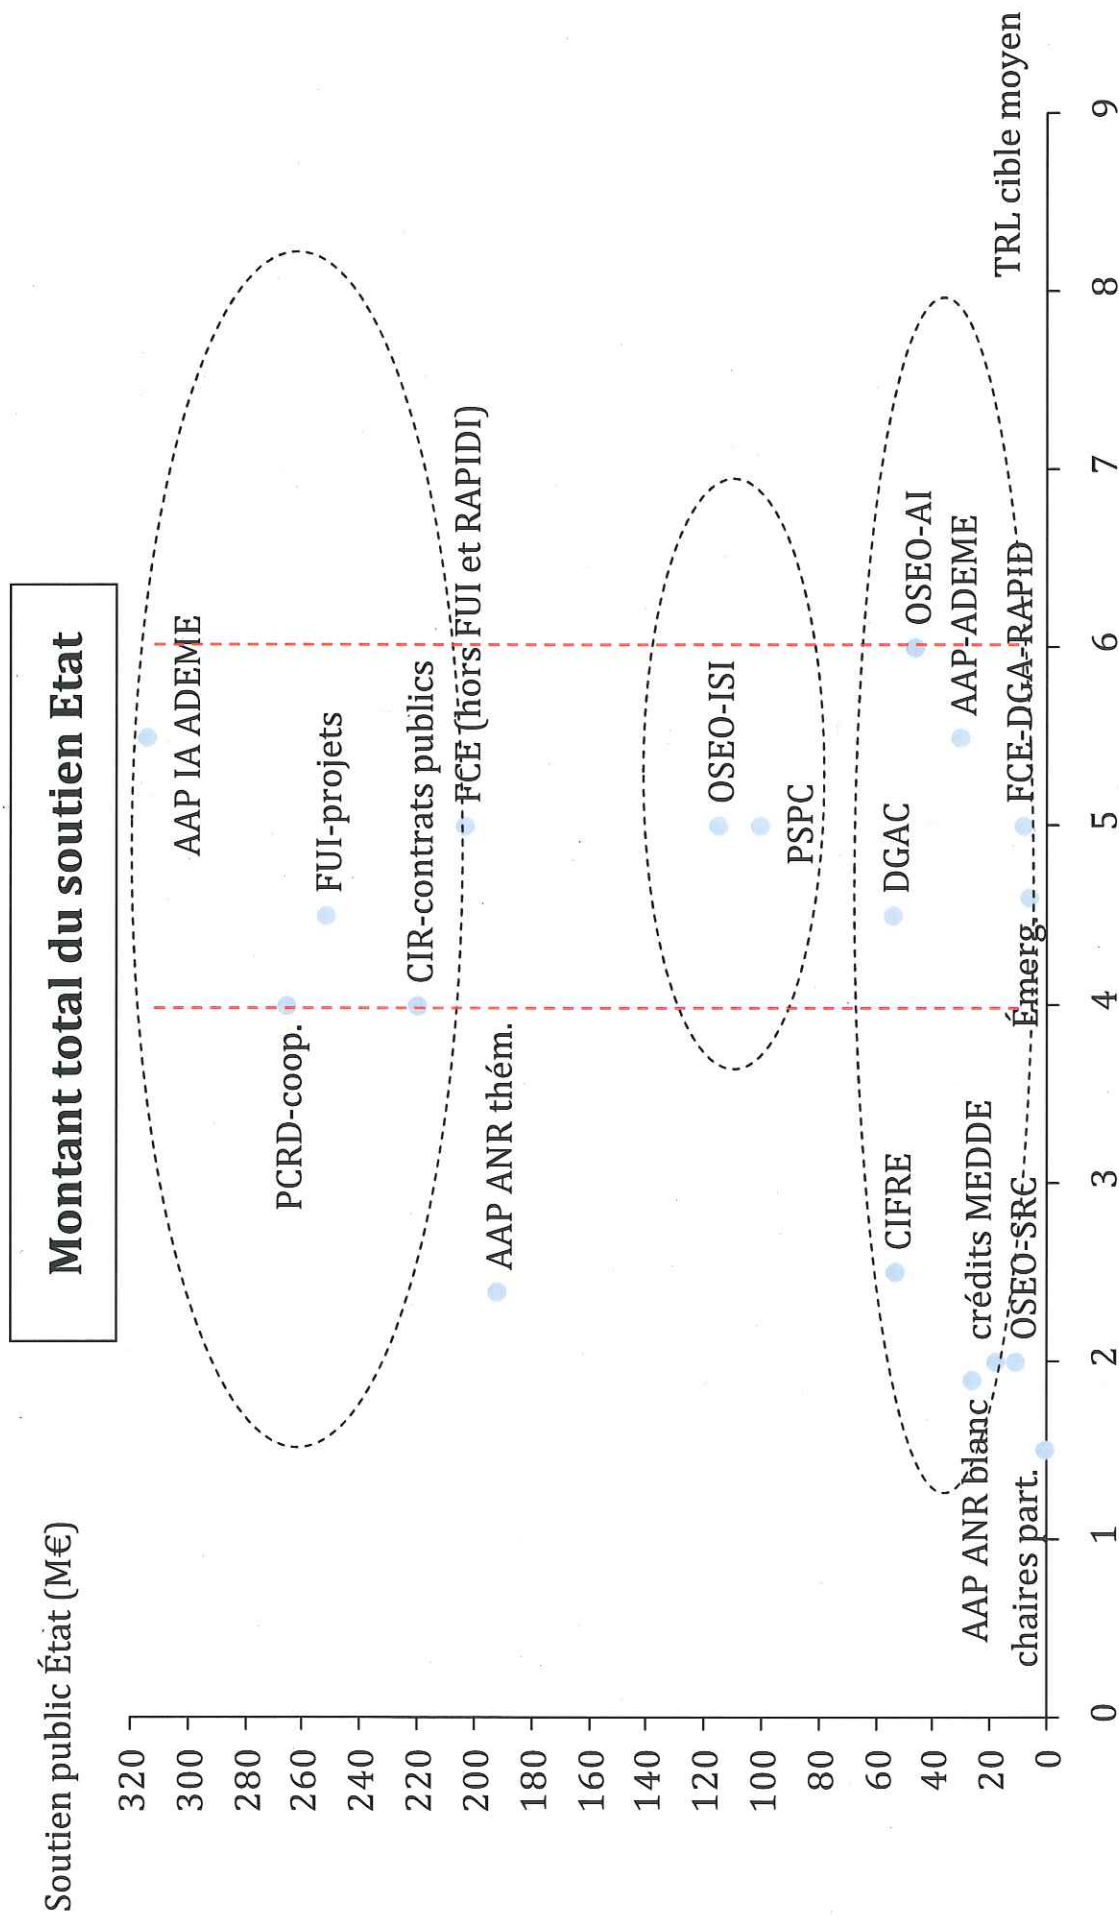 Montant total du soutien Etat
Soutien public État (M€)
320
300
280
260
240
220
200
180
160
140
120
100
80
60
40
20
0
AAP IA ADEME
PCRD-coop.
FUI-projets
CIR-contrats publics
FCE (hors FUI et RAPIDI)
AAP ANR thém.
OSEO-ISI
PSPC
DGAC
CIFRE
OSEO-AI
AAP-ADEME
AAP ANR blanc
crédits MEDDE
OSEO-SRC
FCE-DGA-RAPID
Émerg.
chaires part.
TRL cible moyen
0
1
2
3
4
5
6
7
8
9